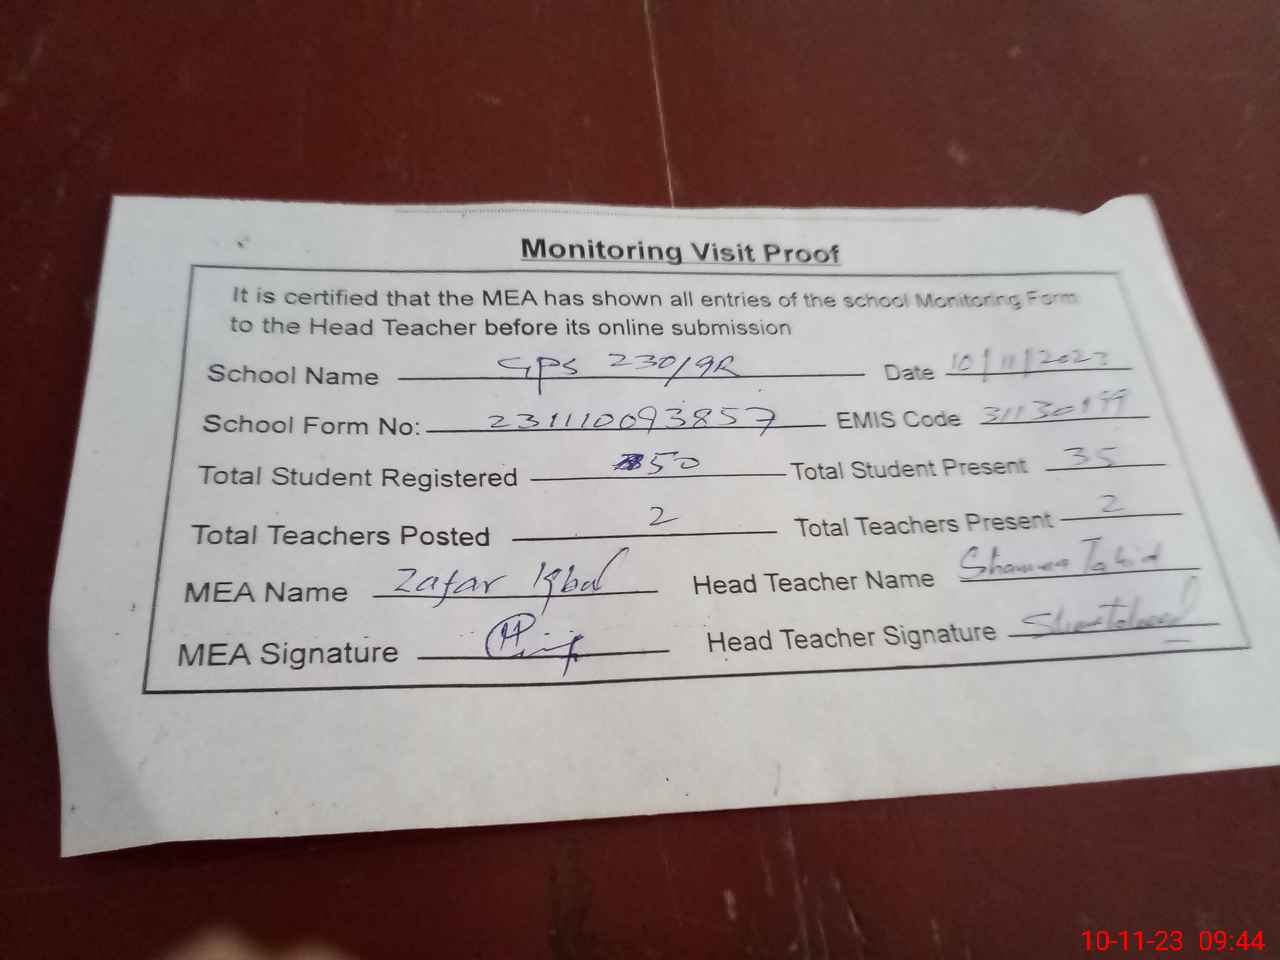 Monitoring Visit Proof
It is certified that the MEA has shown all entries of the school Monitoring Form
to the Head Teacher before its online submission
School Name GPS 230/9R Date 10/11/2023
School Form No: 231110093857 EMIS Code 31130199
Total Student Registered 50 Total Student Present 35
Total Teachers Posted 2 Total Teachers Present 2
MEA Name Zafar Iqbal Head Teacher Name
MEA Signature Head Teacher Signature
10-11-23 09:44